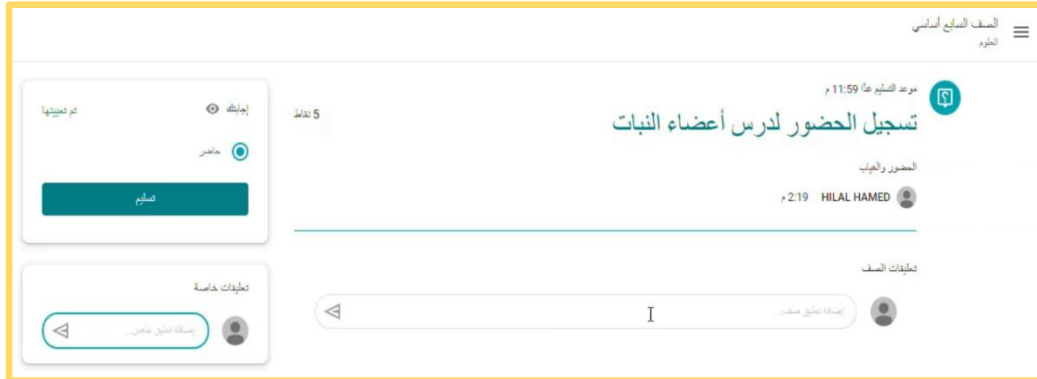 الصف السابع أساسي
العلوم
موعد التسليم غدًا 11:59 م
تسجيل الحضور لدرس أعضاء النبات
5 نقاط
الحضور والغياب
HILAL HAMED 2:19 م
تعليقات الصف
إضافة تعليق صف...
إجابتك
تم تعيينها
حاضر
تسليم
تعليقات خاصة
إضافة تعليق خاص...